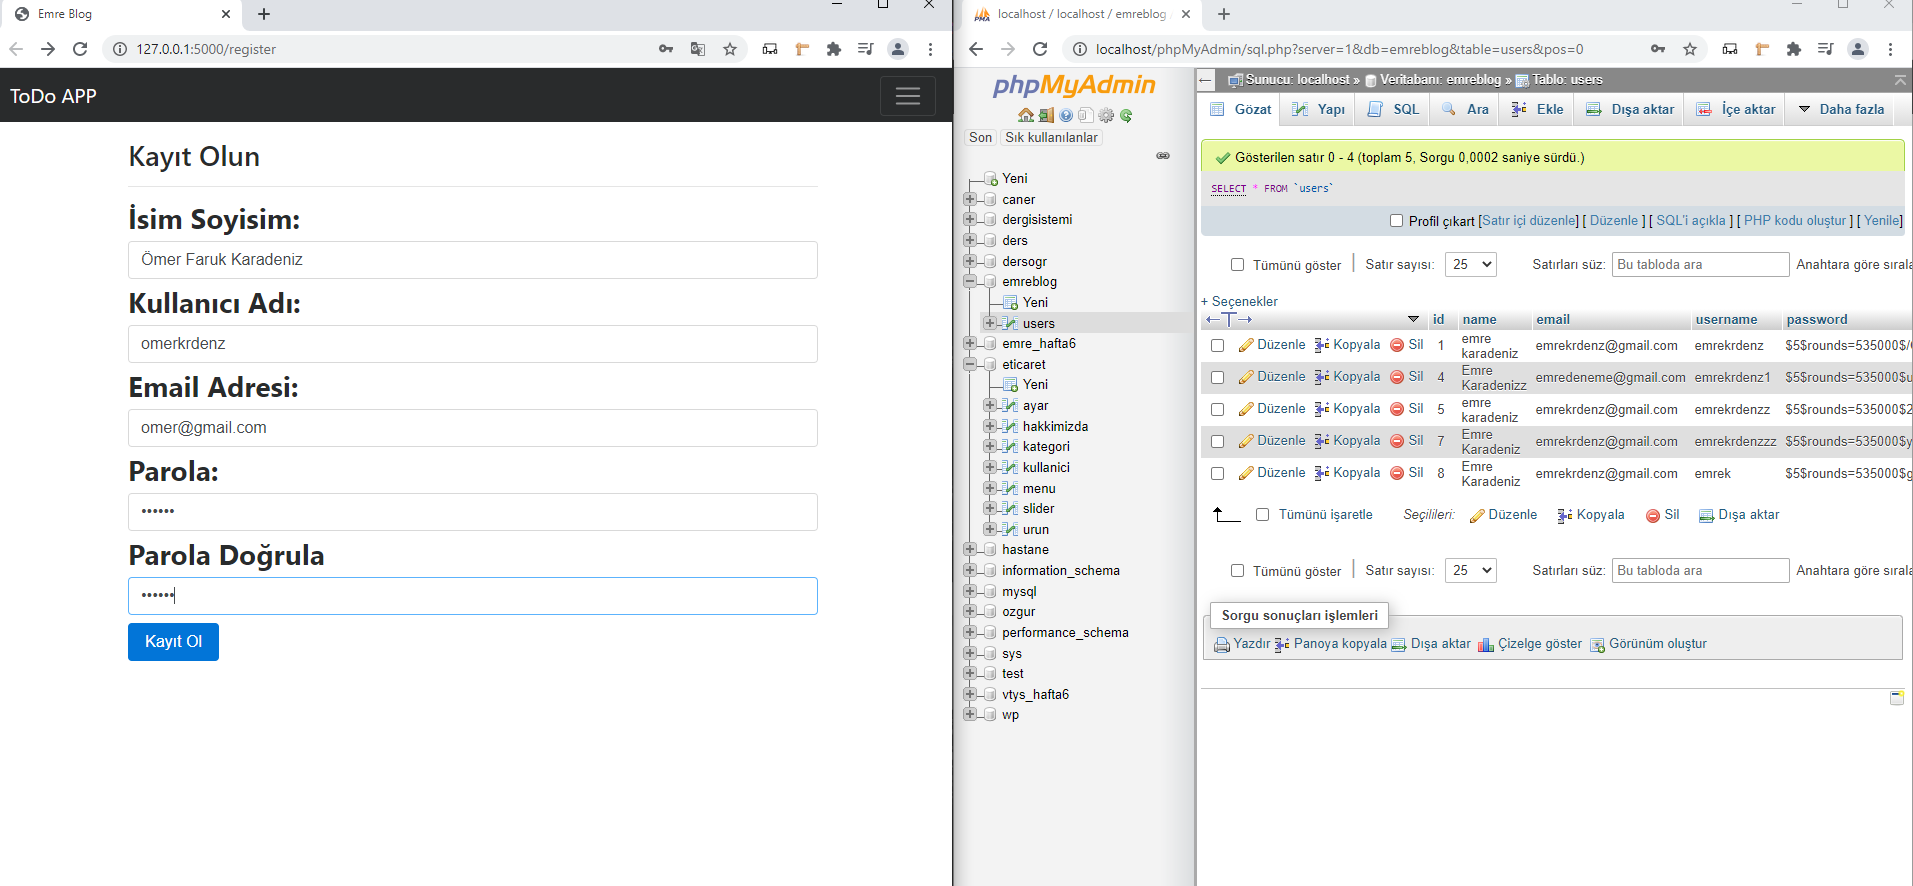 Emre Blog
127.0.0.1:5000/register
ToDo APP
Kayıt Olun
İsim Soyisim:
Ömer Faruk Karadeniz
Kullanıcı Adı:
omerkrdenz
Email Adresi:
omer@gmail.com
Parola:
••••••
Parola Doğrula
••••••
Kayıt Ol
localhost / localhost / emreblog
localhost/phpMyAdmin/sql.php?server=1&db=emreblog&table=users&pos=0
phpMyAdmin
Son Sık kullanılanlar
Yeni
caner
dergisistemi
ders
dersogr
emreblog
Yeni
users
emre_hafta6
eticaret
Yeni
ayar
hakkimizda
kategori
kullanici
menu
slider
urun
hastane
information_schema
mysql
ozgur
performance_schema
sys
test
vtys_hafta6
wp
Sunucu: localhost » Veritabanı: emreblog » Tablo: users
Gözat Yapı SQL Ara Ekle Dışa aktar İçe aktar Daha fazla
Gösterilen satır 0 - 4 (toplam 5, Sorgu 0,0002 saniye sürdü.)
SELECT * FROM `users`
Profil çıkart [Satır içi düzenle] [ Düzenle ] [ SQL'i açıkla ] [ PHP kodu oluştur ] [ Yenile]
Tümünü göster Satır sayısı: 25 Satırları süz: Bu tabloda ara Anahtara göre sırala
+ Seçenekler
←T→ id name email username password
Düzenle Kopyala Sil 1 emre karadeniz emrekrdenz@gmail.com emrekrdenz $5$rounds=535000$/
Düzenle Kopyala Sil 4 Emre Karadenizz emredeneme@gmail.com emrekrdenz1 $5$rounds=535000$u
Düzenle Kopyala Sil 5 emre karadeniz emrekrdenz@gmail.com emrekrdenzz $5$rounds=535000$2
Düzenle Kopyala Sil 7 Emre Karadeniz emrekrdenz@gmail.com emrekrdenzzz $5$rounds=535000$y
Düzenle Kopyala Sil 8 Emre Karadeniz emrekrdenz@gmail.com emrek $5$rounds=535000$g
Tümünü işaretle Seçilileri: Düzenle Kopyala Sil Dışa aktar
Tümünü göster Satır sayısı: 25 Satırları süz: Bu tabloda ara Anahtara göre sırala
Sorgu sonuçları işlemleri
Yazdır Panoya kopyala Dışa aktar Çizelge göster Görünüm oluştur